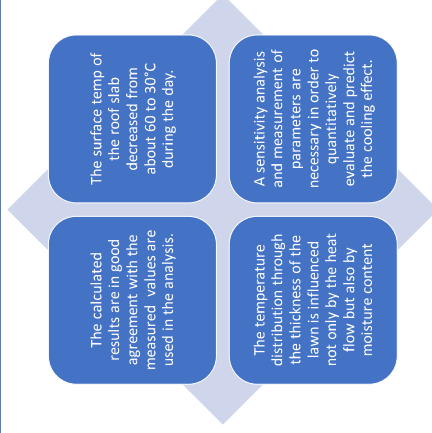 The calculated
results are in good
agreement with the
measured values are
used in the analysis.
The surface temp of
the roof slab
decreased from
about 60 to 30°C
during the day.
The temperature
distribution through
the thickness of the
lawn is influenced
not only by the heat
flow but also by
moisture content
A sensitivity analysis
and measurement of
parameters are
necessary in order to
quantitatively
evaluate and predict
the cooling effect.